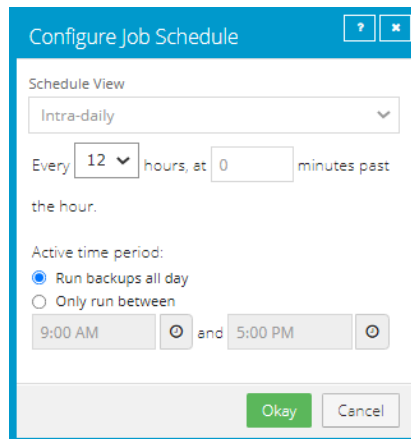 Configure Job Schedule
?
×
Schedule View
Intra-daily
Every 12 hours, at 0 minutes past
the hour.
Active time period:
Run backups all day
Only run between
9:00 AM and 5:00 PM
Okay Cancel